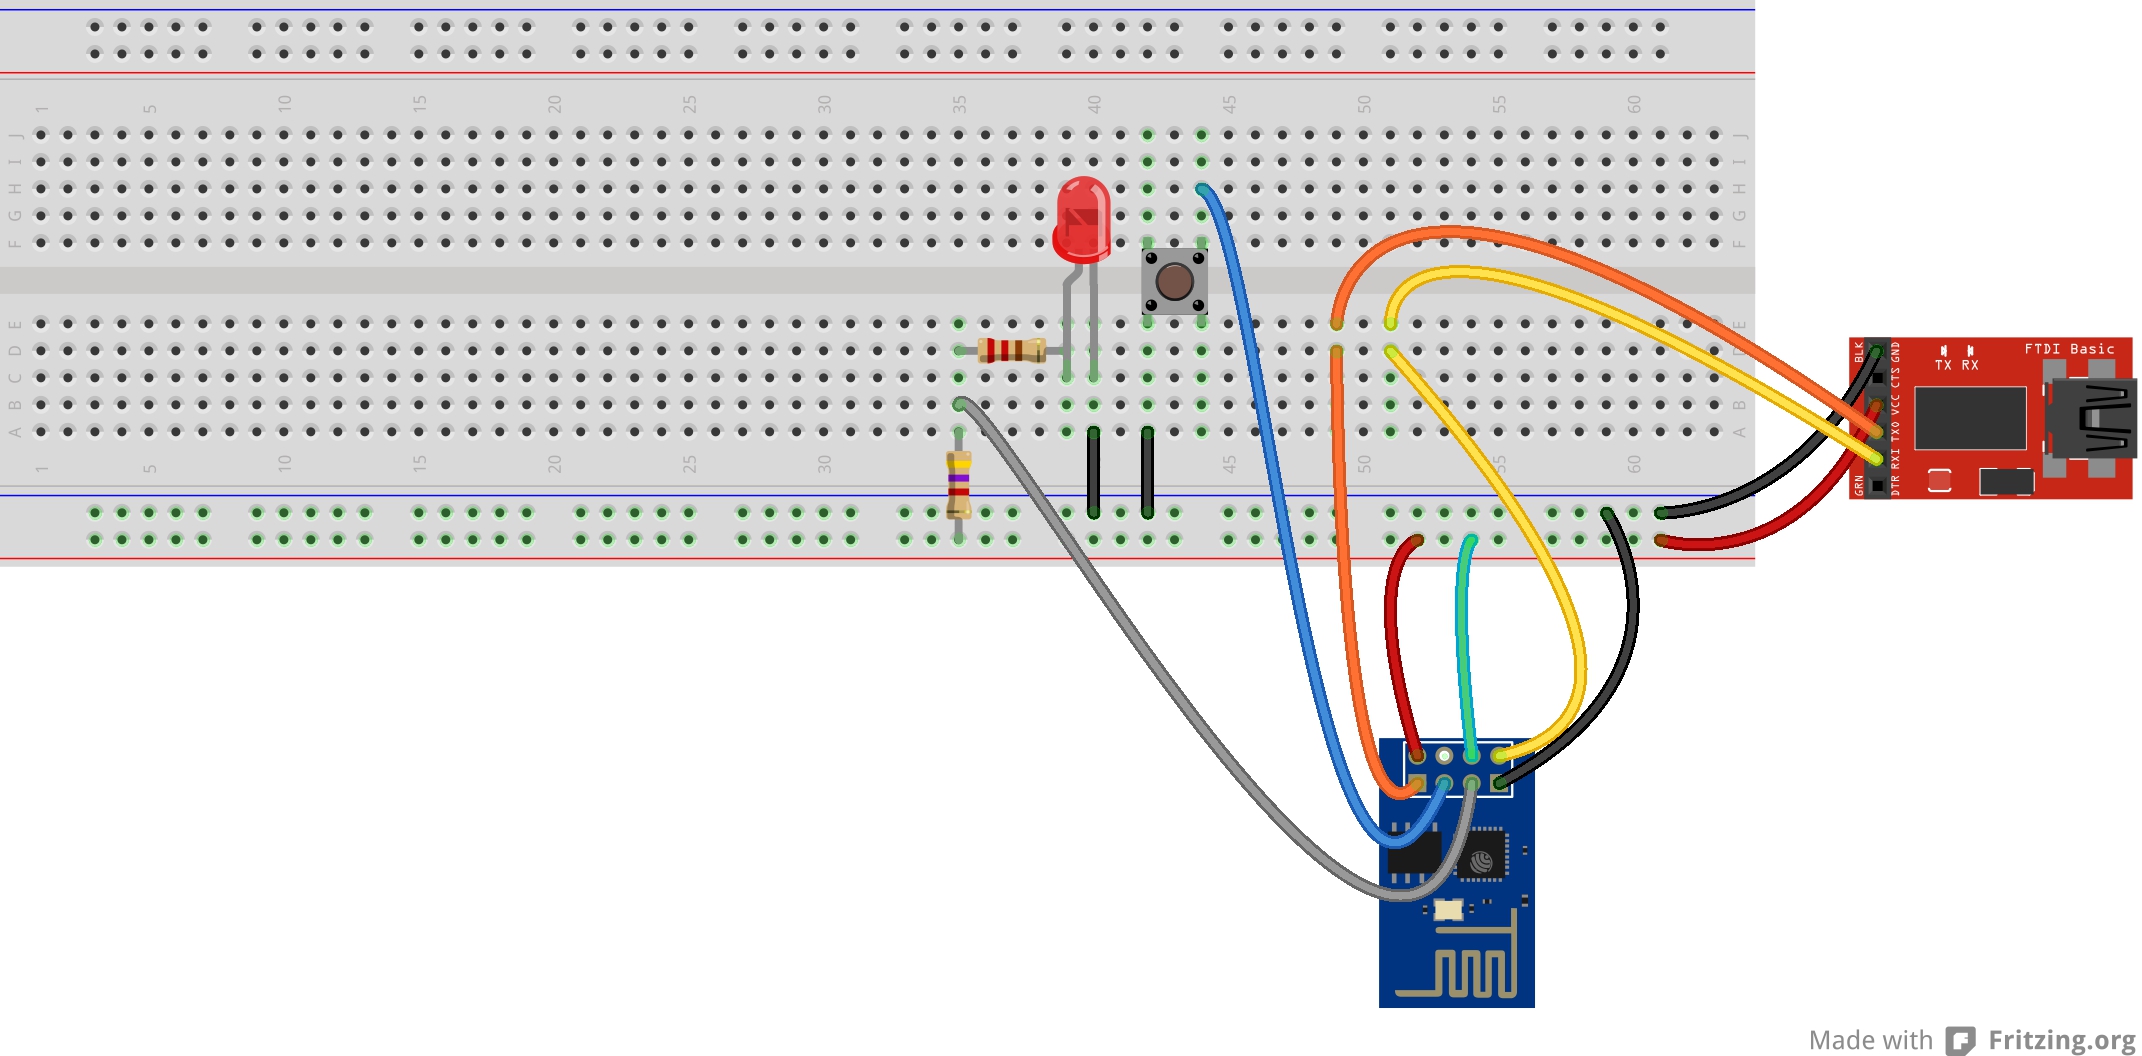 1 5 10 15 20 25 30 35 40 45 50 55 60
J J
I I
H H
G G
F F
E E
D D
C C
B B
A A
1 5 10 15 20 25 30 35 40 45 50 55 60
BLK
GRN
GND
CTS
VCC
TXO
RXI
DTR
TX RX
FTDI Basic
Made with Fritzing.org